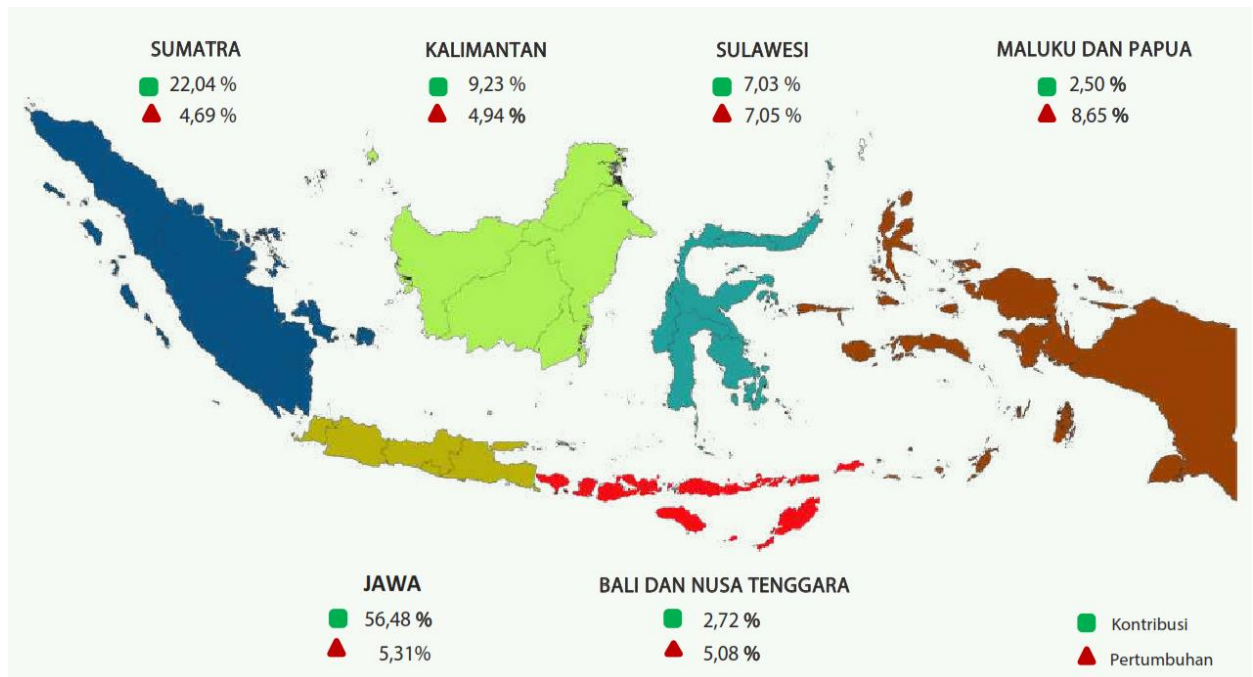 SUMATRA
22,04 %
4,69 %
KALIMANTAN
9,23 %
4,94 %
SULAWESI
7,03 %
7,05 %
MALUKU DAN PAPUA
2,50 %
8,65 %
JAWA
56,48 %
5,31%
BALI DAN NUSA TENGGARA
2,72 %
5,08 %
Kontribusi
Pertumbuhan